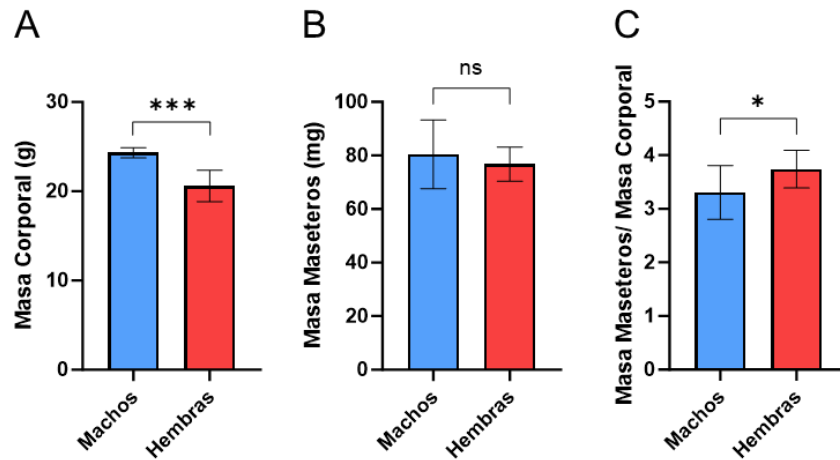 A
Masa Corporal (g)
30
20
10
0
***
Machos
Hembras
B
Masa Maseteros (mg)
100
80
60
40
20
0
ns
Machos
Hembras
C
Masa Maseteros/ Masa Corporal
5
4
3
2
1
0
*
Machos
Hembras